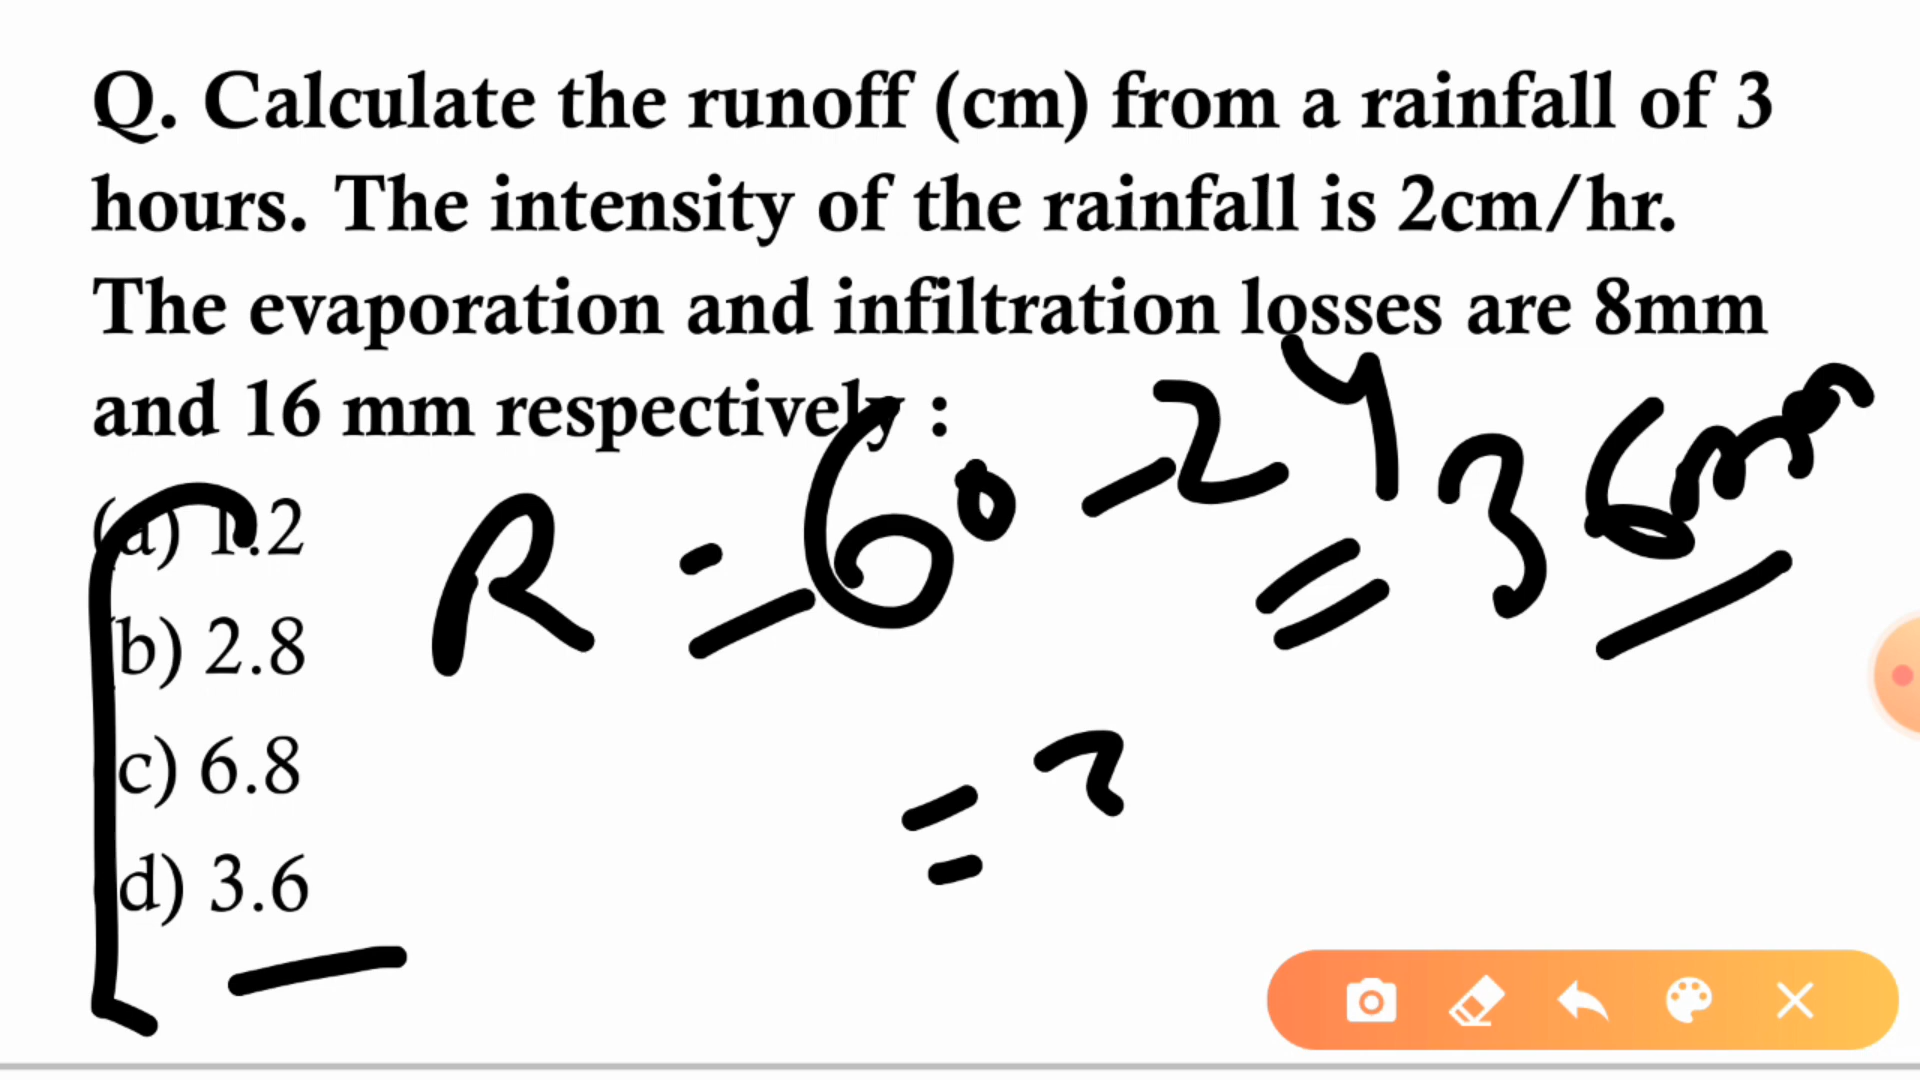 Q. Calculate the runoff (cm) from a rainfall of 3
hours. The intensity of the rainfall is 2cm/hr.
The evaporation and infiltration losses are 8mm
and 16 mm respectively :
(a) 1.2
(b) 2.8
(c) 6.8
(d) 3.6
R = 60 - 24 = 36mm
= 3